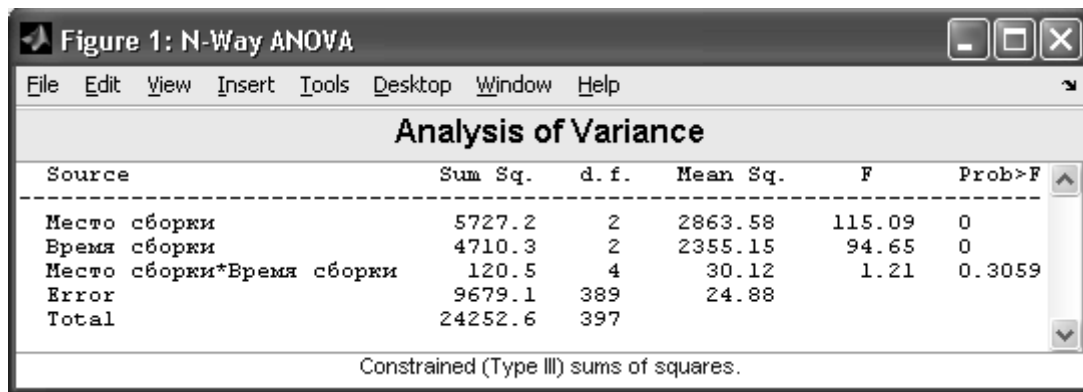 Figure 1: N-Way ANOVA
File Edit View Insert Tools Desktop Window Help
Analysis of Variance
Source Sum Sq. d.f. Mean Sq. F Prob>F
Место сборки 5727.2 2 2863.58 115.09 0
Время сборки 4710.3 2 2355.15 94.65 0
Место сборки*Время сборки 120.5 4 30.12 1.21 0.3059
Error 9679.1 389 24.88
Total 24252.6 397
Constrained (Type III) sums of squares.